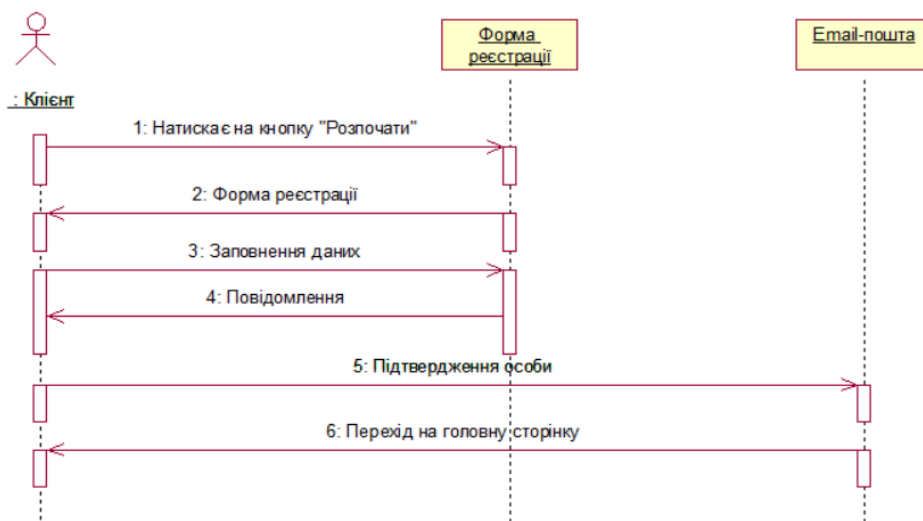 Форма
реєстрації
Email-пошта
: Клієнт
1: Натискає на кнопку "Розпочати"
2: Форма реєстрації
3: Заповнення даних
4: Повідомлення
5: Підтвердження особи
6: Перехід на головну сторінку